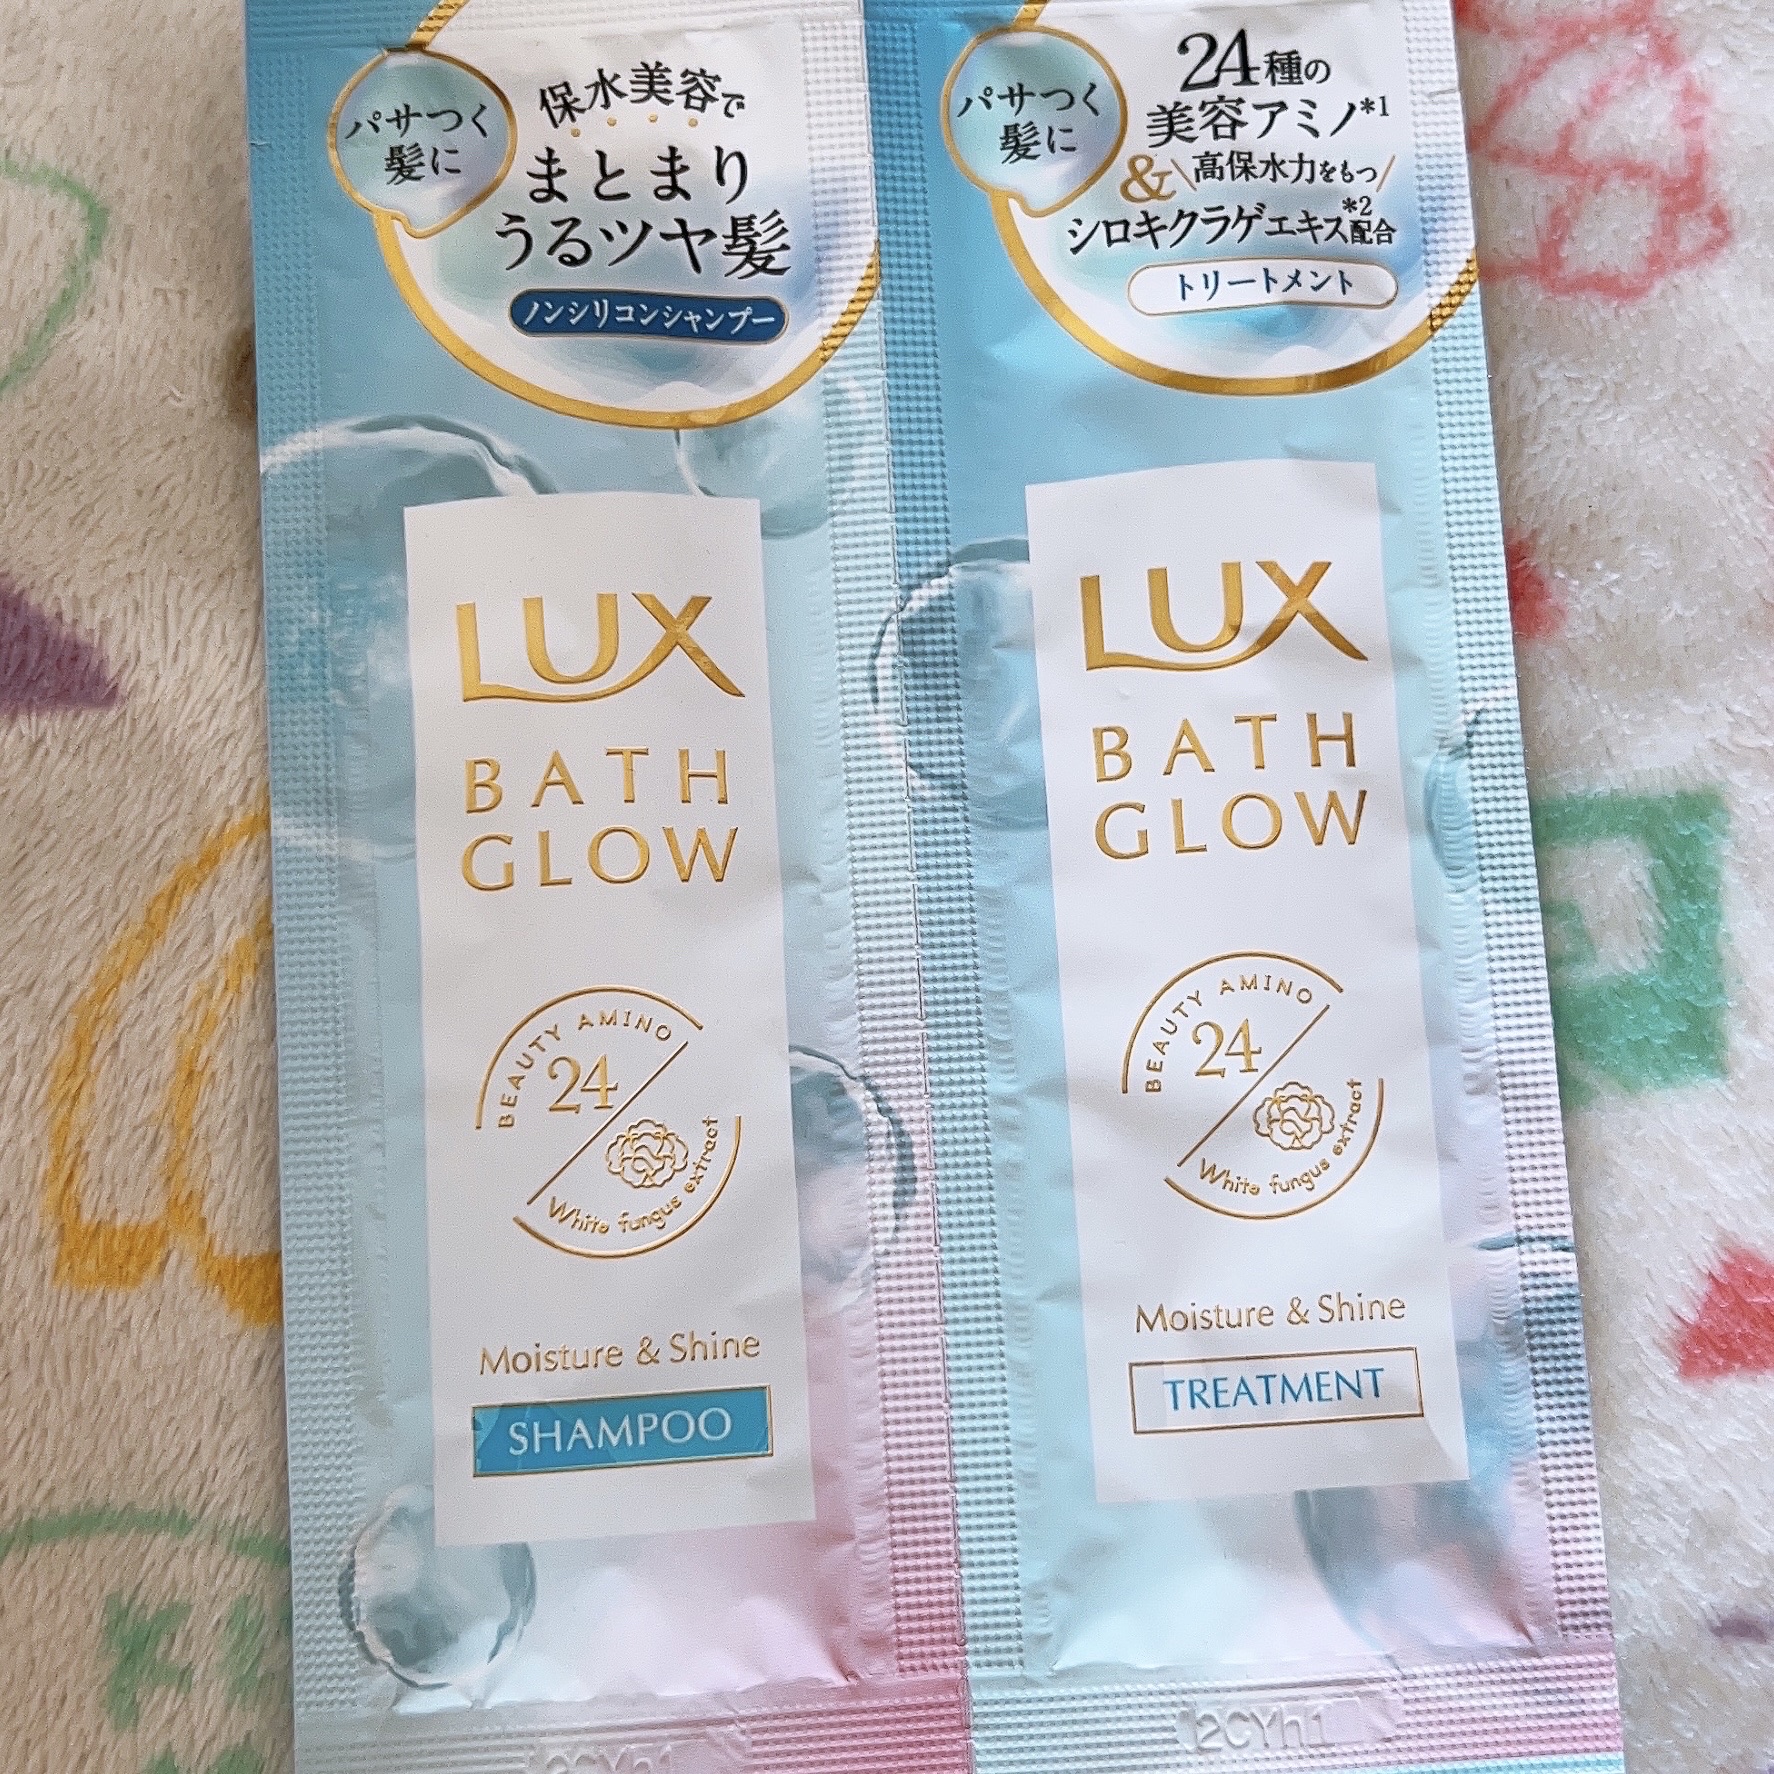 パサつく
髪に
保水美容で
まとまり
うるツヤ髪
ノンシリコンシャンプー
LUX
BATH
GLOW
BEAUTY AMINO
24
White fungus extract
Moisture & Shine
SHAMPOO
パサつく
髪に
24種の
美容アミノ*1
&\高保水力をもつ/
シロキクラゲエキス*2配合
トリートメント
LUX
BATH
GLOW
BEAUTY AMINO
24
White fungus extract
Moisture & Shine
TREATMENT
2CYh1